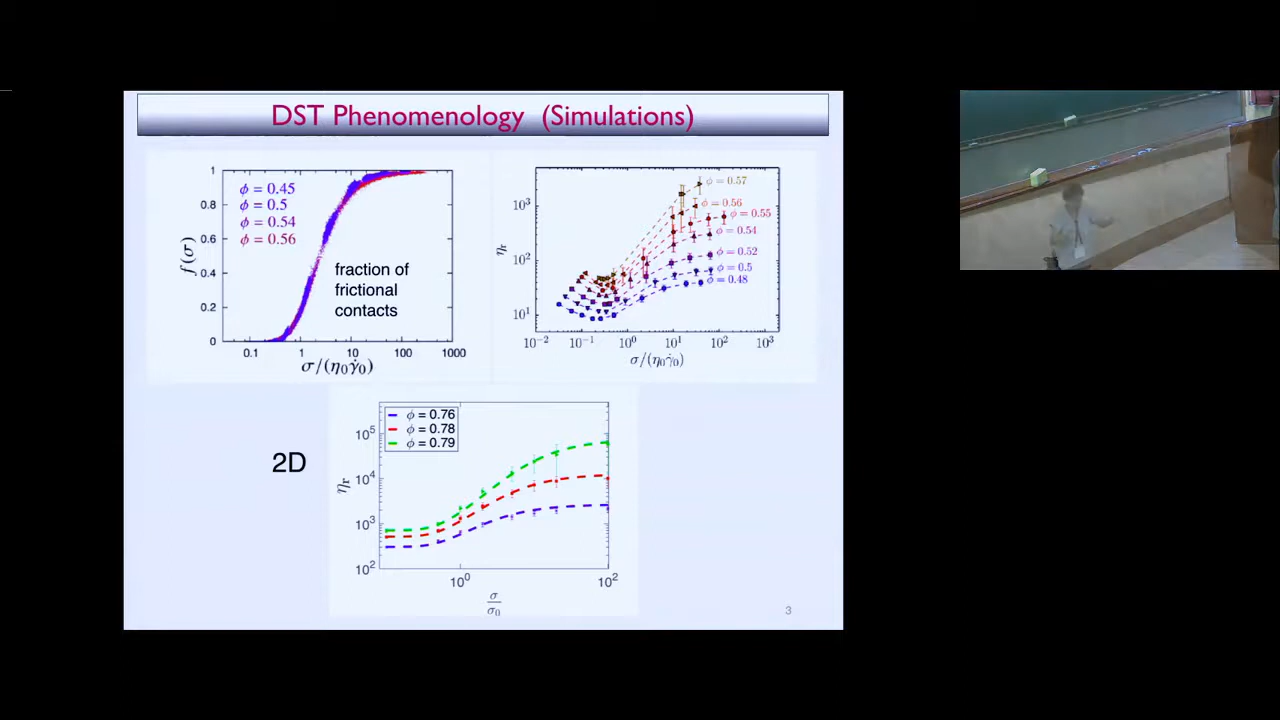 DST Phenomenology (Simulations)
1
0.8
0.6
0.4
0.2
0
f(σ)
ϕ = 0.45
ϕ = 0.5
ϕ = 0.54
ϕ = 0.56
fraction of
frictional
contacts
0.1 1 10 100 1000
σ/(η₀γ̇₀)
10³
10²
10¹
ηr
ϕ = 0.57
ϕ = 0.56
ϕ = 0.55
ϕ = 0.54
ϕ = 0.52
ϕ = 0.5
ϕ = 0.48
10⁻² 10⁻¹ 10⁰ 10¹ 10² 10³
σ/(η₀γ̇₀)
2D
ϕ = 0.76
ϕ = 0.78
ϕ = 0.79
10⁵
10⁴
10³
10²
ηr
10⁰ 10²
σ
σ₀
3